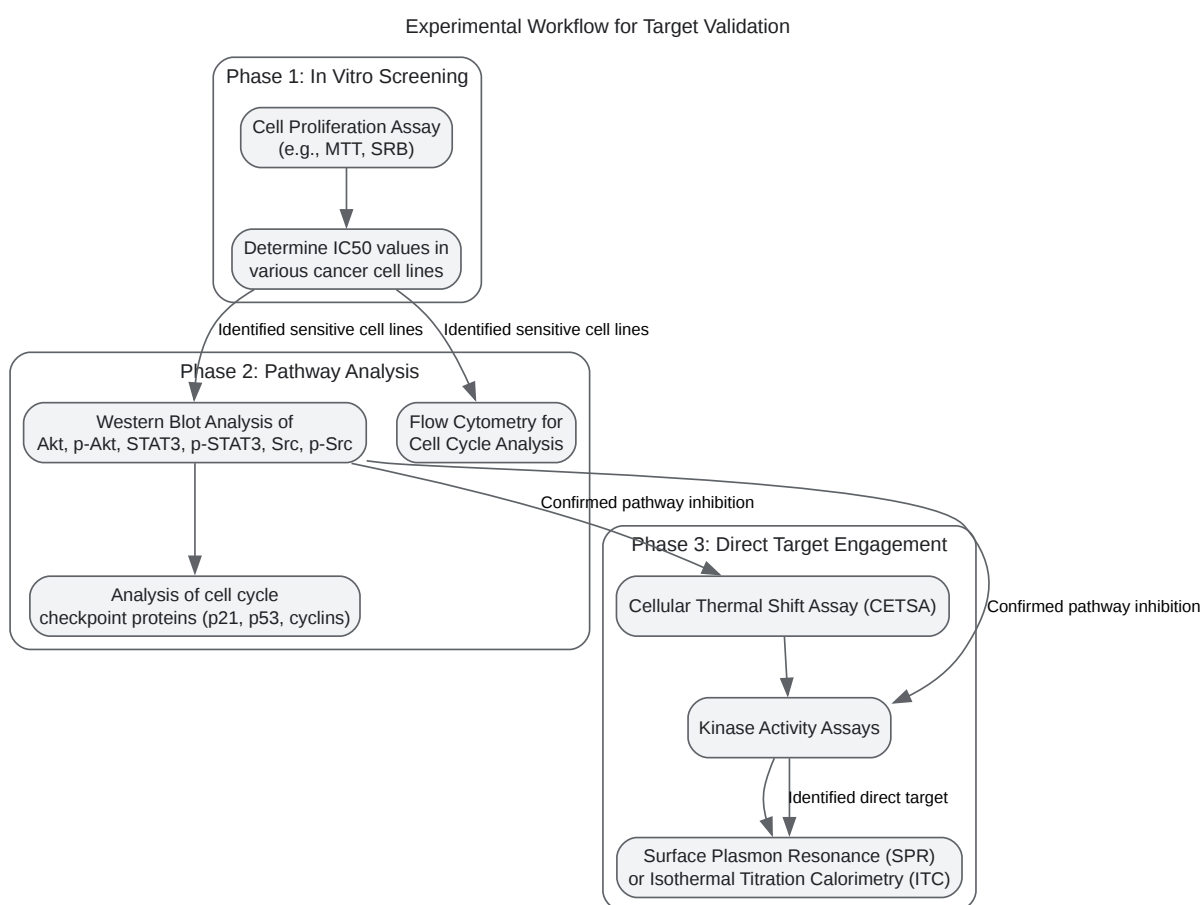 Experimental Workflow for Target Validation
Phase 1: In Vitro Screening
Cell Proliferation Assay
(e.g., MTT, SRB)
Determine IC50 values in
various cancer cell lines
Identified sensitive cell lines
Identified sensitive cell lines
Phase 2: Pathway Analysis
Western Blot Analysis of
Akt, p-Akt, STAT3, p-STAT3, Src, p-Src
Flow Cytometry for
Cell Cycle Analysis
Confirmed pathway inhibition
Phase 3: Direct Target Engagement
Analysis of cell cycle
checkpoint proteins (p21, p53, cyclins)
Cellular Thermal Shift Assay (CETSA)
Confirmed pathway inhibition
Kinase Activity Assays
Identified direct target
Surface Plasmon Resonance (SPR)
or Isothermal Titration Calorimetry (ITC)